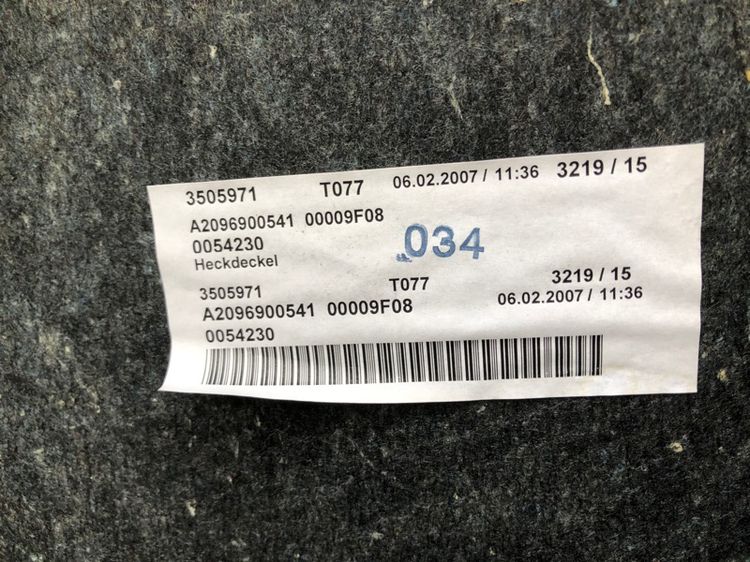 3505971 T077 06.02.2007 / 11:36 3219 / 15
A2096900541 00009F08
0054230 034
Heckdeckel
3505971 T077 3219 / 15
A2096900541 00009F08 06.02.2007 / 11:36
0054230